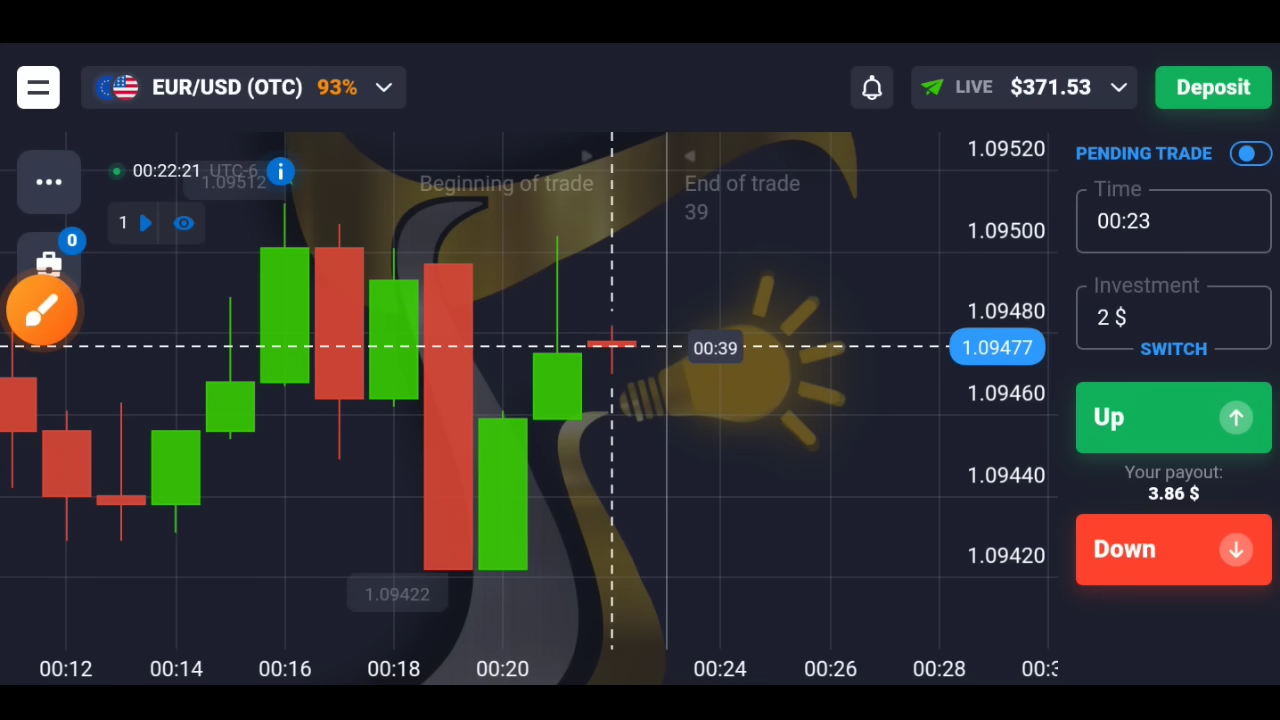 EUR/USD (OTC) 93%
LIVE $371.53
Deposit
00:22:21 UTC-6
1.09512
1
0
Beginning of trade
End of trade
39
00:39
1.09422
1.09520
1.09500
1.09480
1.09477
1.09460
1.09440
1.09420
00:12 00:14 00:16 00:18 00:20 00:24 00:26 00:28
PENDING TRADE
Time
00:23
Investment
2 $
SWITCH
Up
Your payout:
3.86 $
Down